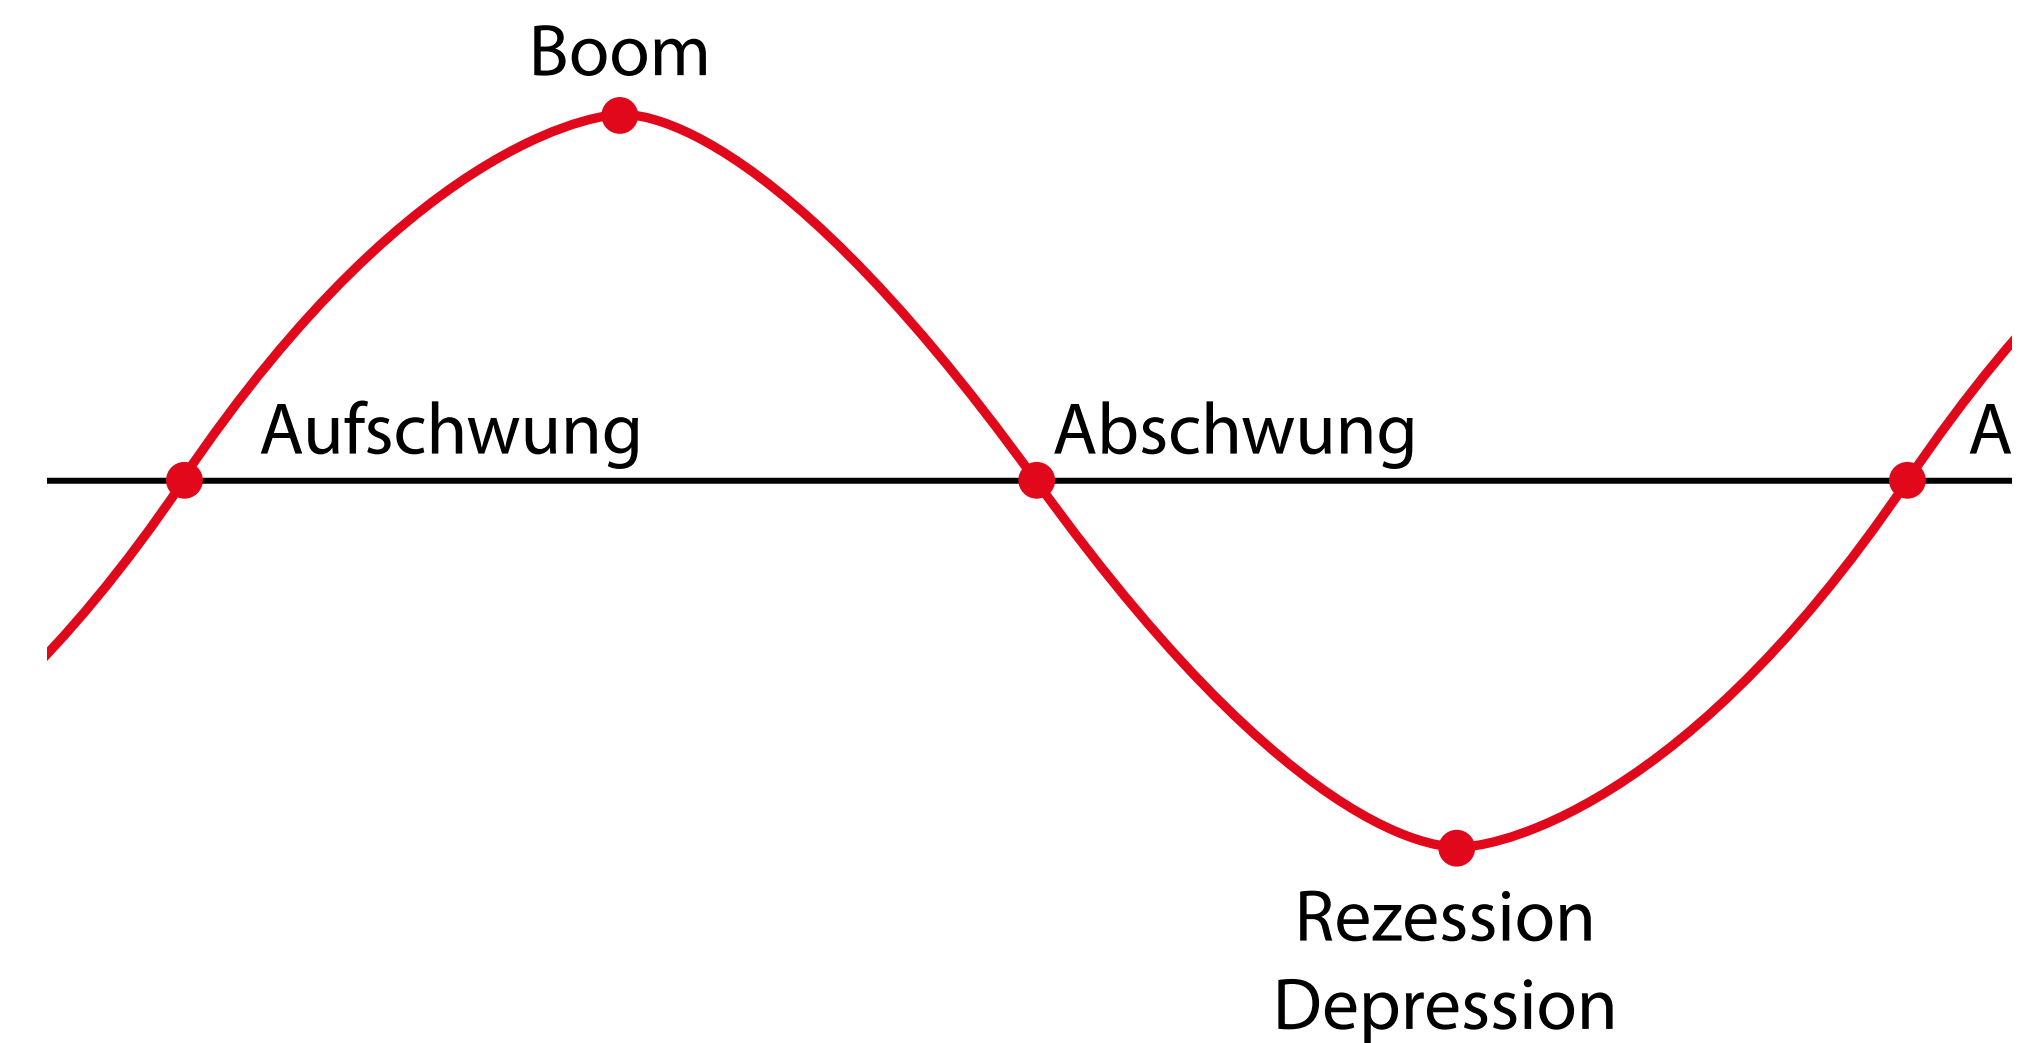 Boom
Aufschwung
Abschwung
A
Rezession
Depression